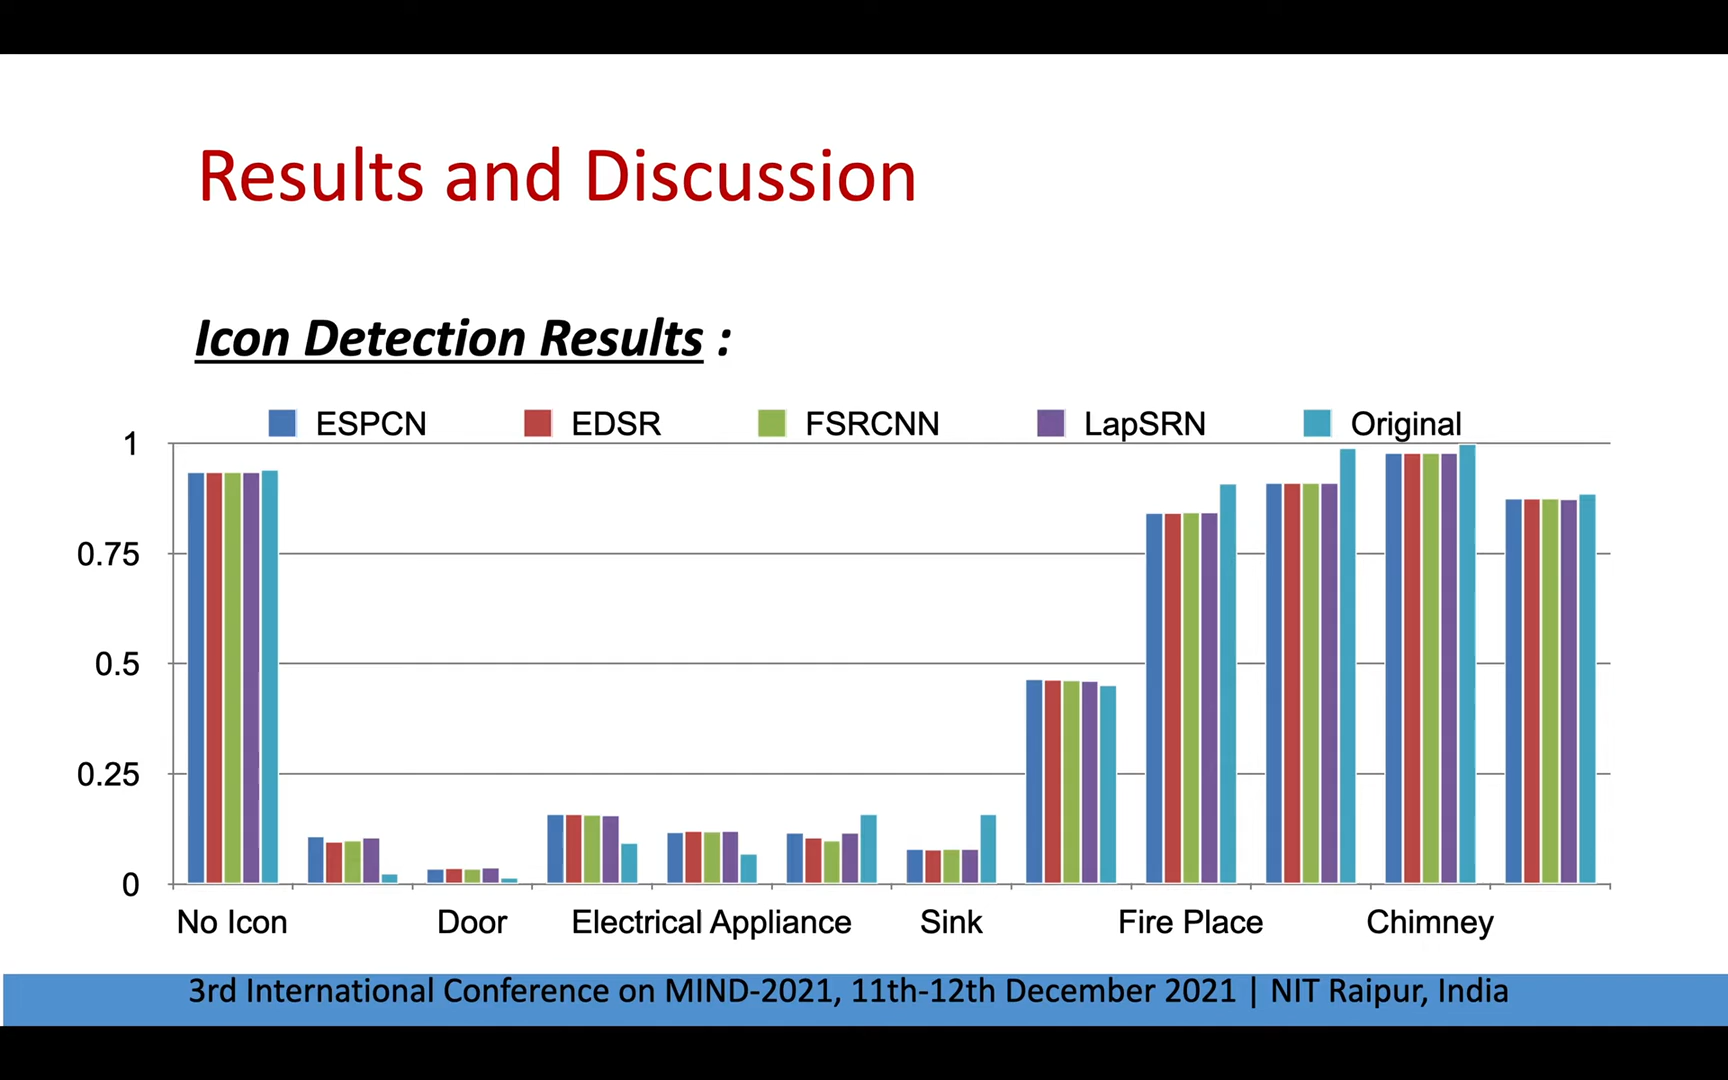 Results and Discussion
Icon Detection Results :
ESPCN EDSR FSRCNN LapSRN Original
1
0.75
0.5
0.25
0
No Icon Door Electrical Appliance Sink Fire Place Chimney
3rd International Conference on MIND-2021, 11th-12th December 2021 | NIT Raipur, India